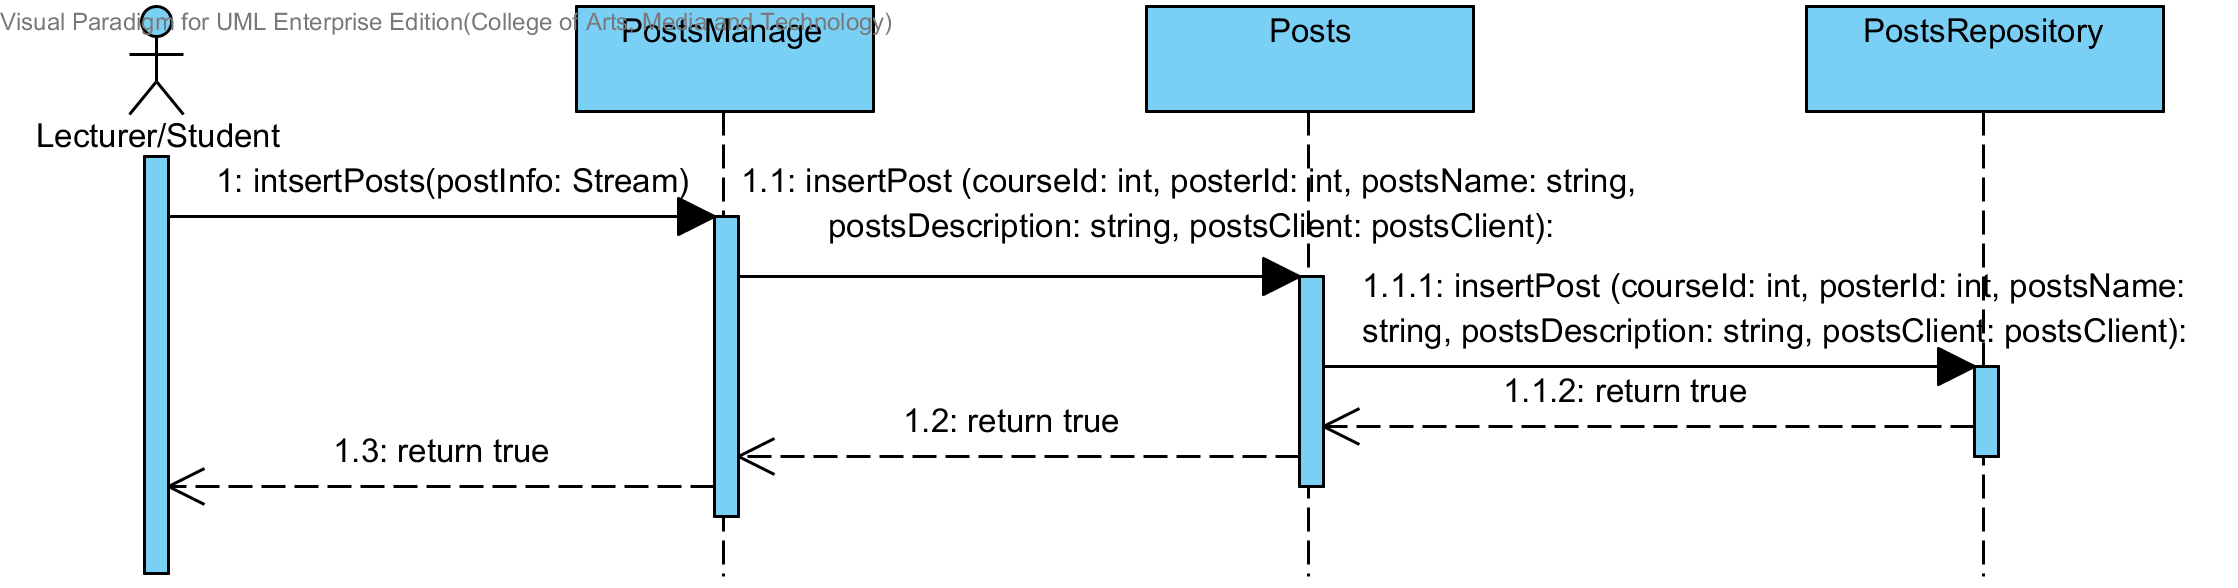 Visual Paradigm for UML Enterprise Edition(College of Arts, Media and Technology)
PostsManage
Posts
PostsRepository
Lecturer/Student
1: intsertPosts(postInfo: Stream)
1.1: insertPost (courseId: int, posterId: int, postsName: string,
postsDescription: string, postsClient: postsClient):
1.1.1: insertPost (courseId: int, posterId: int, postsName:
string, postsDescription: string, postsClient: postsClient):
1.1.2: return true
1.2: return true
1.3: return true